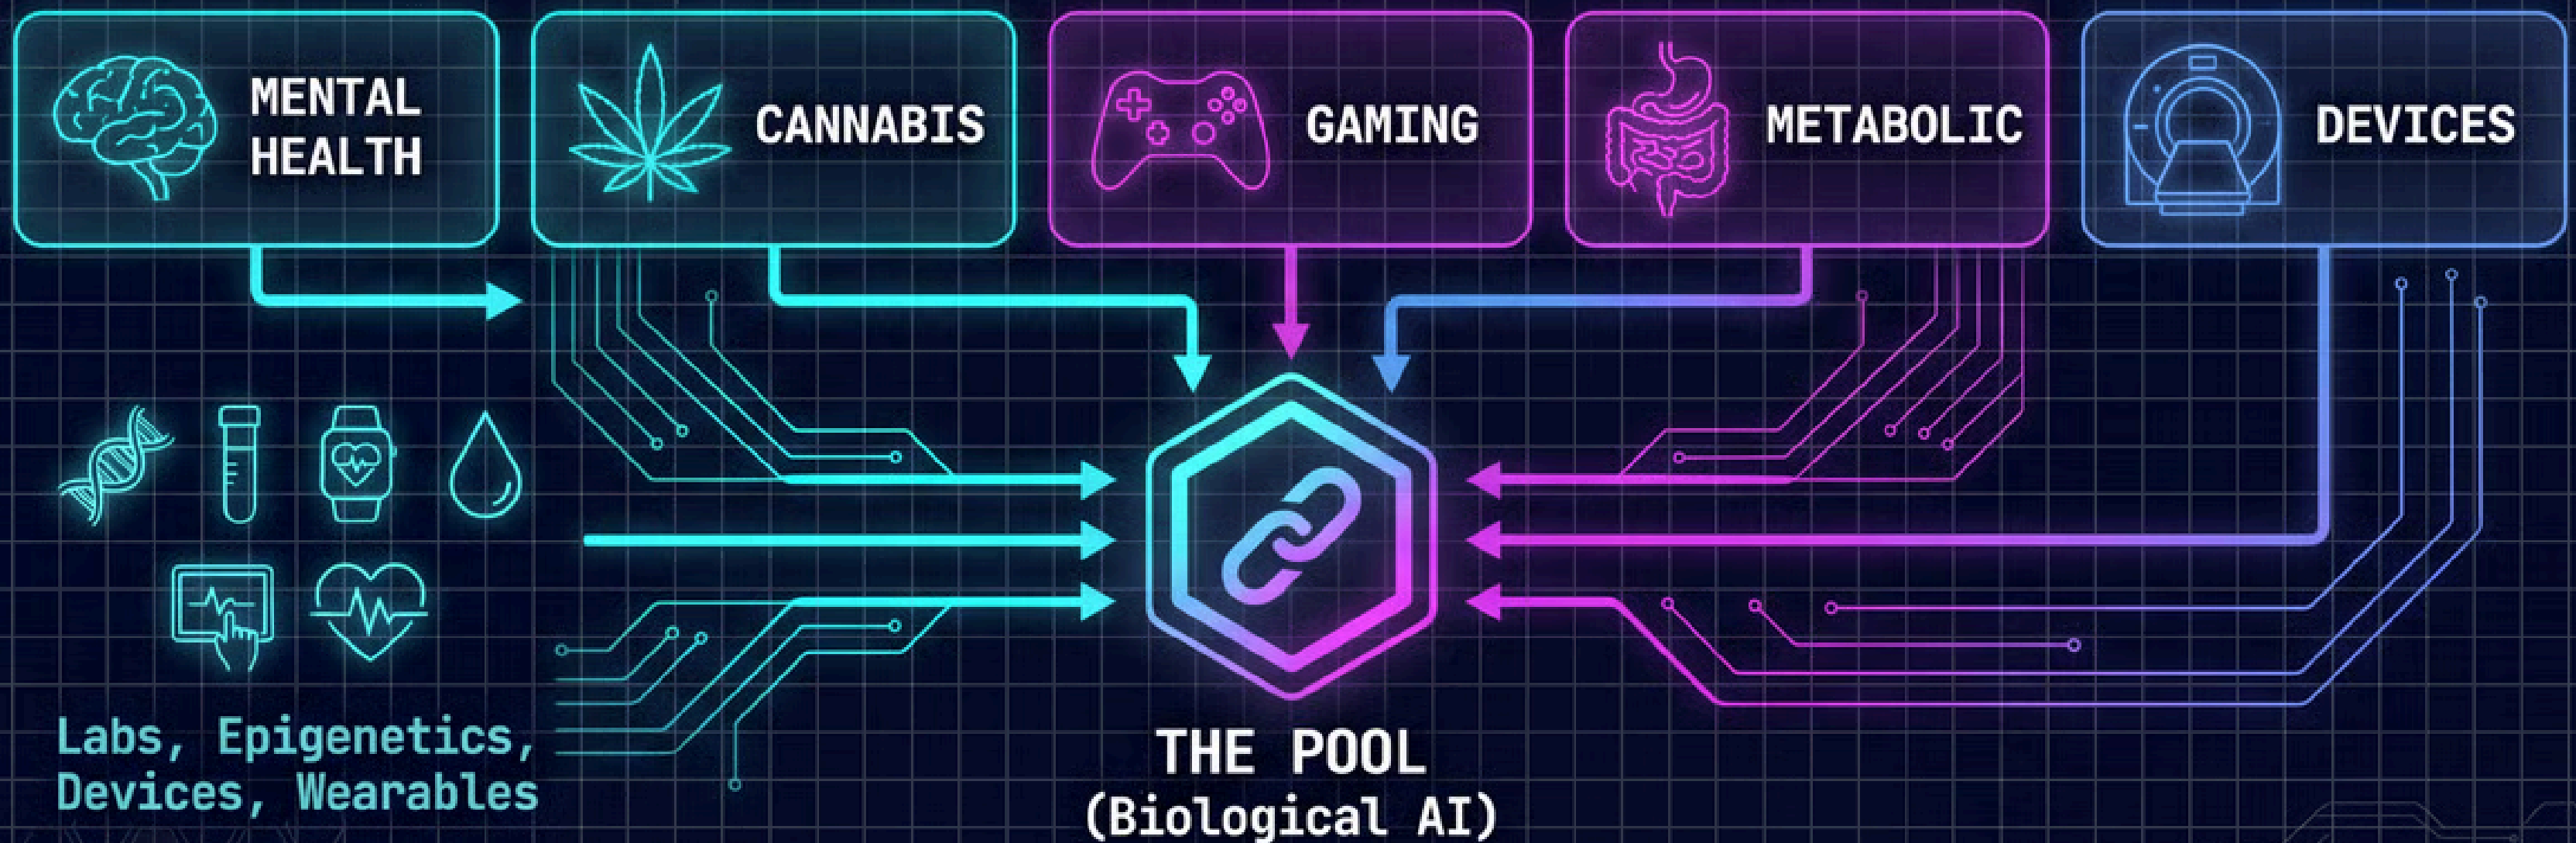 MENTAL
HEALTH
CANNABIS
GAMING
METABOLIC
DEVICES
Labs, Epigenetics,
Devices, Wearables
THE POOL
(Biological AI)